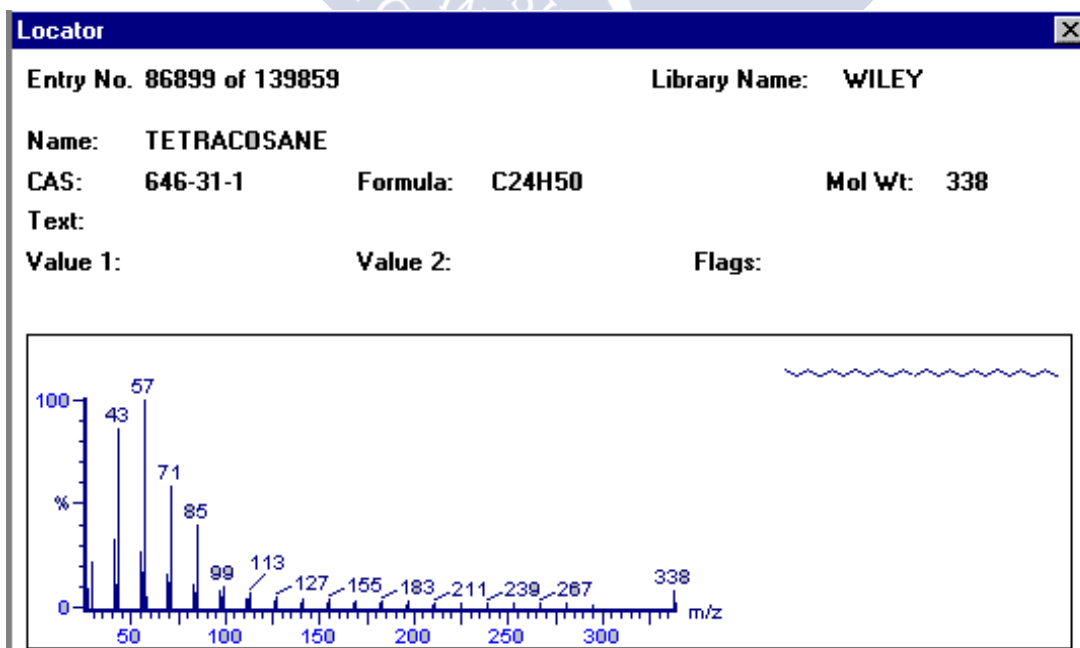 Locator
Entry No. 86899 of 139859 Library Name: WILEY
Name: TETRACOSANE
CAS: 646-31-1 Formula: C24H50 Mol Wt: 338
Text:
Value 1: Value 2: Flags:
100
%
0
43
57
71
85
99
113
127
155
183
211
239
267
338
m/z
50 100 150 200 250 300